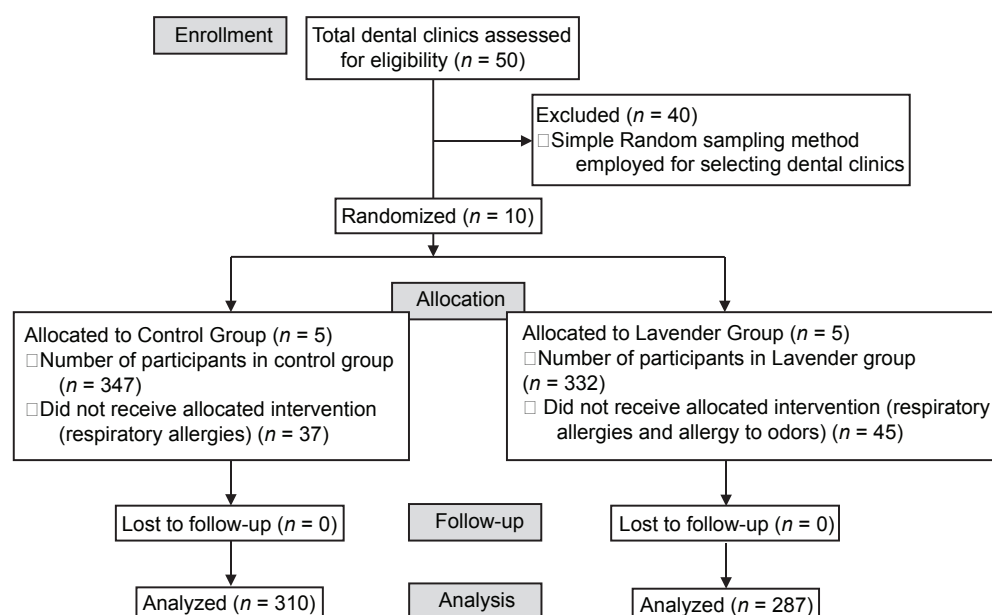 Enrollment
Total dental clinics assessed
for eligibility (n = 50)
Excluded (n = 40)
□Simple Random sampling method
employed for selecting dental clinics
Randomized (n = 10)
Allocation
Allocated to Control Group (n = 5)
□Number of participants in control group
(n = 347)
□Did not receive allocated intervention
(respiratory allergies) (n = 37)
Allocated to Lavender Group (n = 5)
□Number of participants in Lavender group
(n = 332)
□ Did not receive allocated intervention (respiratory
allergies and allergy to odors) (n = 45)
Lost to follow-up (n = 0)
Follow-up
Lost to follow-up (n = 0)
Analyzed (n = 310)
Analysis
Analyzed (n = 287)